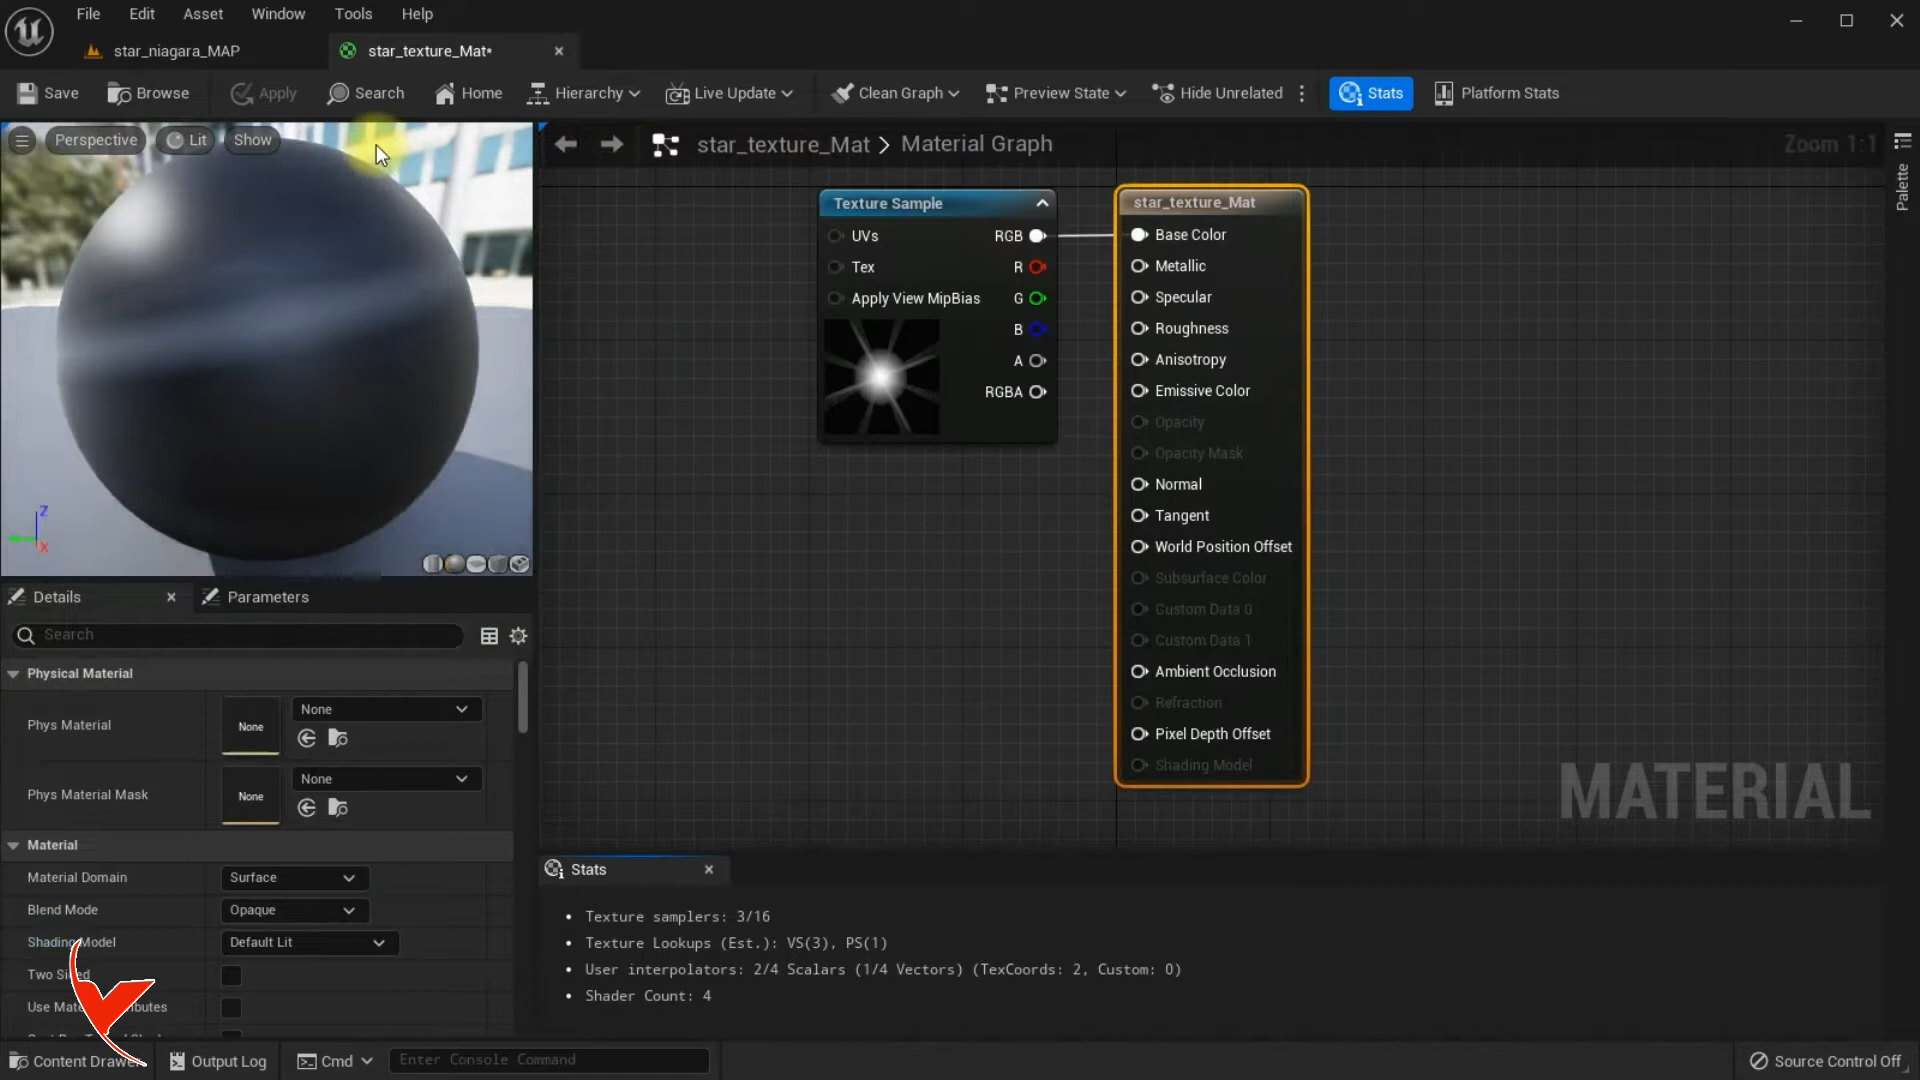 File Edit Asset Window Tools Help
star_niagara_MAP
star_texture_Mat*
Save Browse Apply Search Home Hierarchy Live Update Clean Graph Preview State Hide Unrelated Stats Platform Stats
Perspective Lit Show
star_texture_Mat > Material Graph
Zoom 1:1
Palette
Texture Sample
UVs RGB
Tex R
Apply View MipBias G
B
A
RGBA
star_texture_Mat
Base Color
Metallic
Specular
Roughness
Anisotropy
Emissive Color
Opacity
Opacity Mask
Normal
Tangent
World Position Offset
Subsurface Color
Custom Data 0
Custom Data 1
Ambient Occlusion
Refraction
Pixel Depth Offset
Shading Model
MATERIAL
Z
X
Details Parameters
Search
Physical Material
Phys Material None None
Phys Material Mask None None
Material
Material Domain Surface
Blend Mode Opaque
Shading Model Default Lit
Two Sided
Stats
• Texture samplers: 3/16
• Texture Lookups (Est.): VS(3), PS(1)
• User interpolators: 2/4 Scalars (1/4 Vectors) (TexCoords: 2, Custom: 0)
• Shader Count: 4
Content Drawer Output Log Cmd Enter Console Command Source Control Off